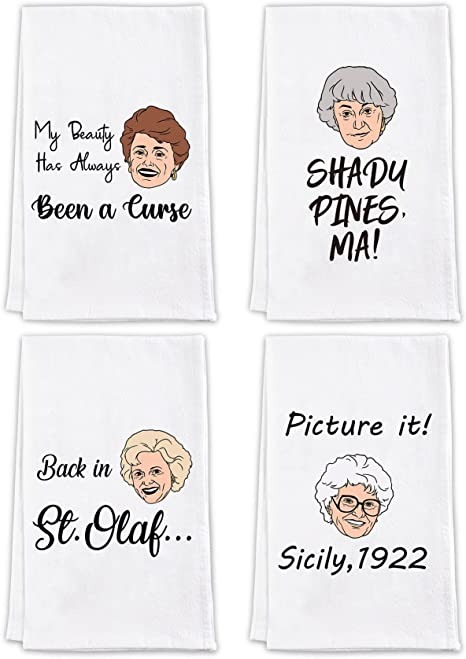 My Beauty
Has Always
Been a Curse
SHADY
PINES,
MA!
Back in
St. Olaf...
Picture it!
Sicily, 1922